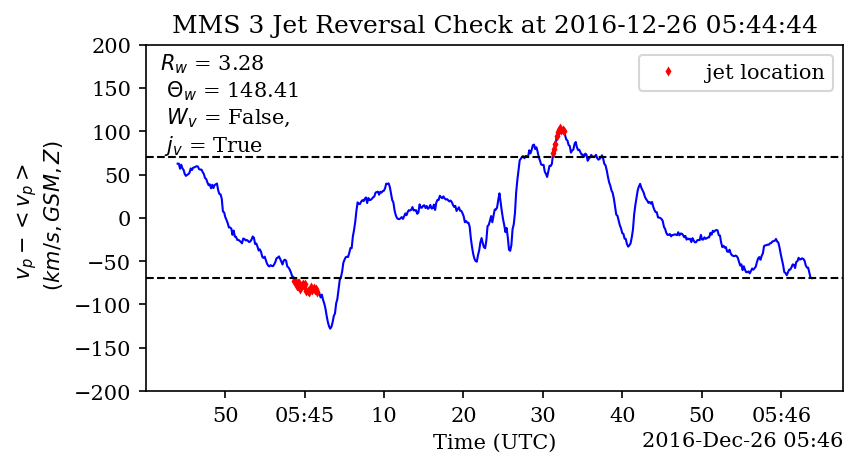 MMS 3 Jet Reversal Check at 2016-12-26 05:44:44
R_w = 3.28
Θ_w = 148.41
W_v = False,
j_v = True
jet location
v_p − < v_p >
(km/s, GSM, Z)
200
150
100
50
0
−50
−100
−150
−200
50 05:45 10 20 30 40 50 05:46
Time (UTC)
2016-Dec-26 05:46